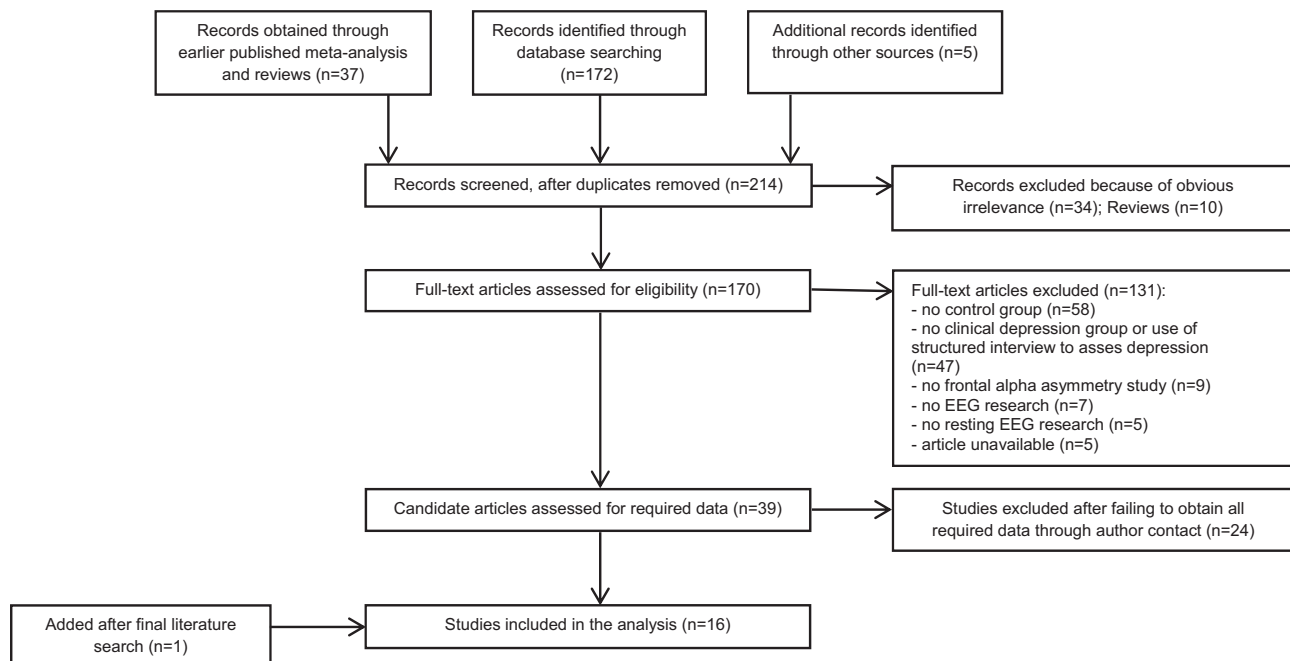 Records obtained through
earlier published meta-analysis
and reviews (n=37)
Records identified through
database searching
(n=172)
Additional records identified
through other sources (n=5)
Records screened, after duplicates removed (n=214)
Records excluded because of obvious
irrelevance (n=34); Reviews (n=10)
Full-text articles assessed for eligibility (n=170)
Full-text articles excluded (n=131):
- no control group (n=58)
- no clinical depression group or use of
structured interview to asses depression
(n=47)
- no frontal alpha asymmetry study (n=9)
- no EEG research (n=7)
- no resting EEG research (n=5)
- article unavailable (n=5)
Candidate articles assessed for required data (n=39)
Studies excluded after failing to obtain all
required data through author contact (n=24)
Added after final literature
search (n=1)
Studies included in the analysis (n=16)